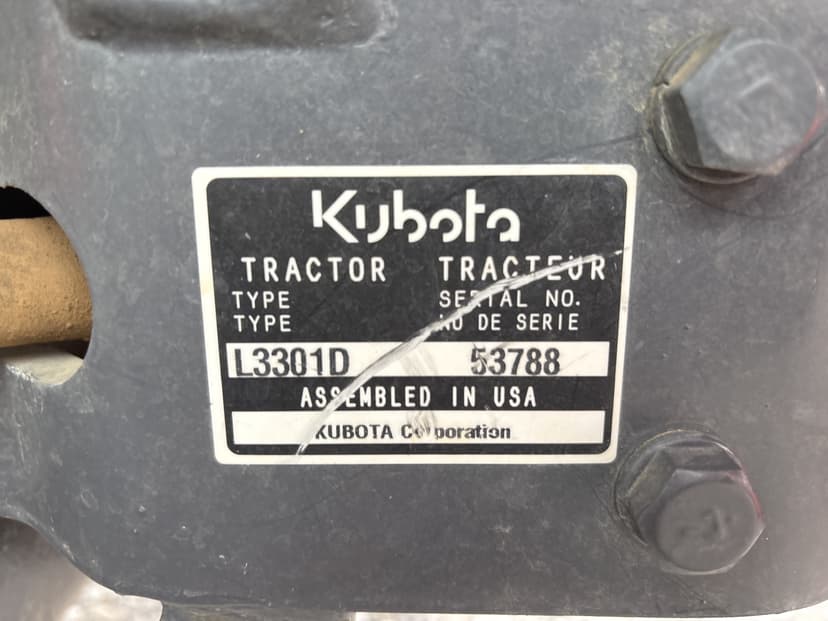 Kubota
TRACTOR TRACTEUR
TYPE SERIAL NO.
TYPE NO DE SERIE
L3301D 53788
ASSEMBLED IN USA
KUBOTA Corporation